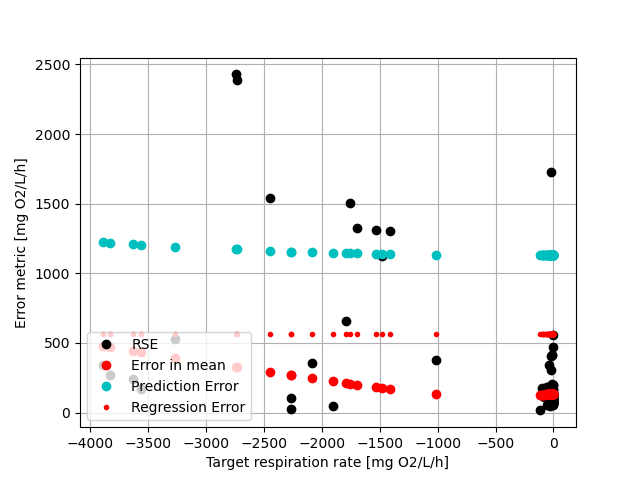 2500
2000
1500
1000
500
0
Error metric [mg O2/L/h]
RSE
Error in mean
Prediction Error
Regression Error
−4000 −3500 −3000 −2500 −2000 −1500 −1000 −500 0
Target respiration rate [mg O2/L/h]